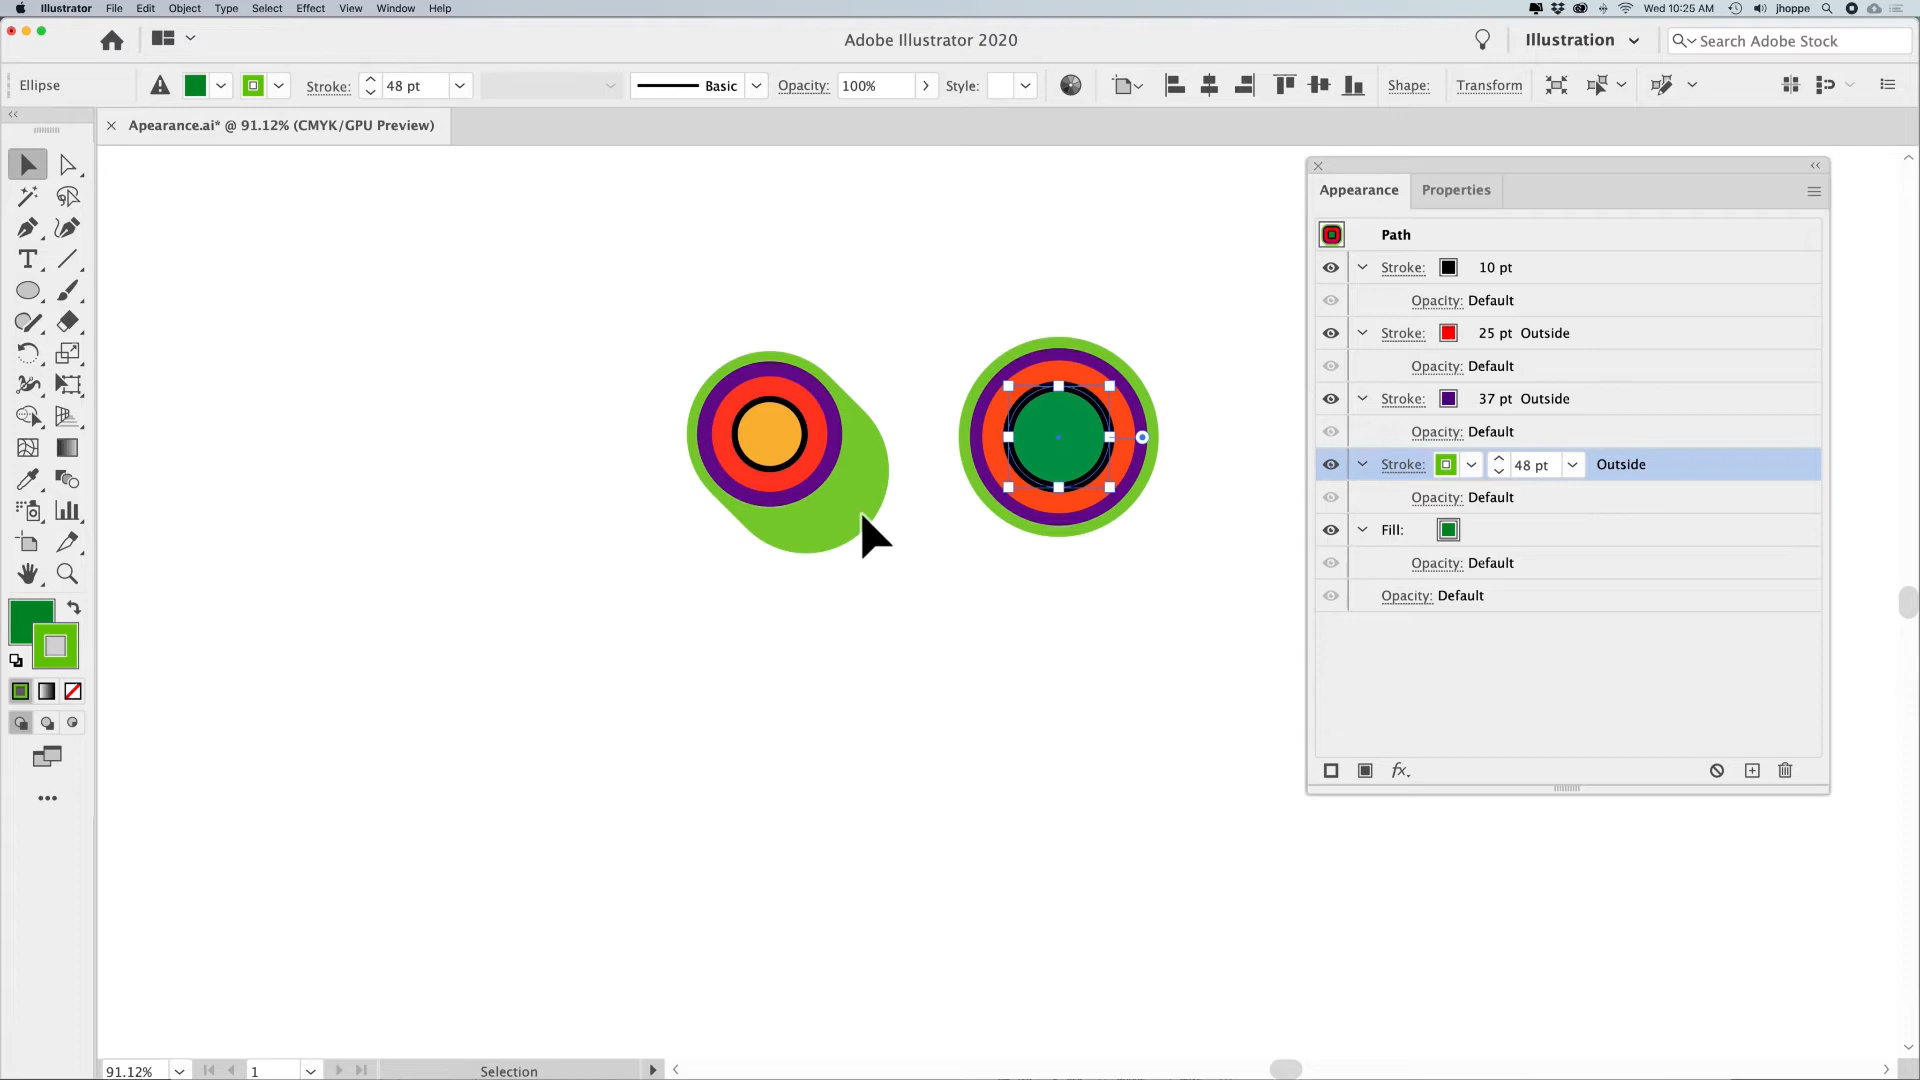 Illustrator File Edit Object Type Select Effect View Window Help
Wed 10:25 AM jhoppe
Adobe Illustrator 2020
Illustration
Search Adobe Stock
Ellipse
Stroke: 48 pt
Basic
Opacity: 100%
Style:
Shape:
Transform
Apearance.ai* @ 91.12% (CMYK/GPU Preview)
Appearance
Properties
Path
Stroke: 10 pt
Opacity: Default
Stroke: 25 pt Outside
Opacity: Default
Stroke: 37 pt Outside
Opacity: Default
Stroke: 48 pt Outside
Opacity: Default
Fill:
Opacity: Default
Opacity: Default
fx
91.12%
1
Selection